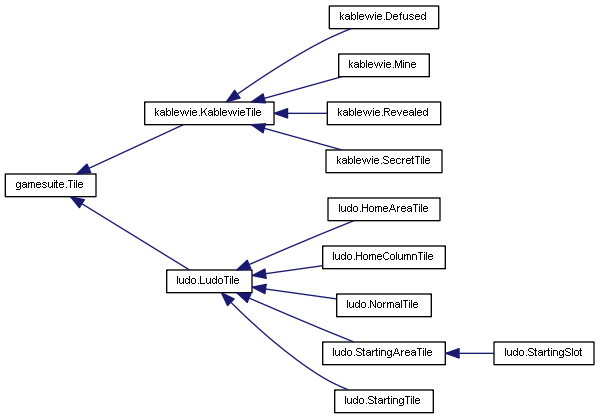 kablewie.Defused
kablewie.Mine
kablewie.KablewieTile
kablewie.Revealed
kablewie.SecretTile
gamesuite.Tile
ludo.HomeAreaTile
ludo.HomeColumnTile
ludo.LudoTile
ludo.NormalTile
ludo.StartingAreaTile
ludo.StartingSlot
ludo.StartingTile